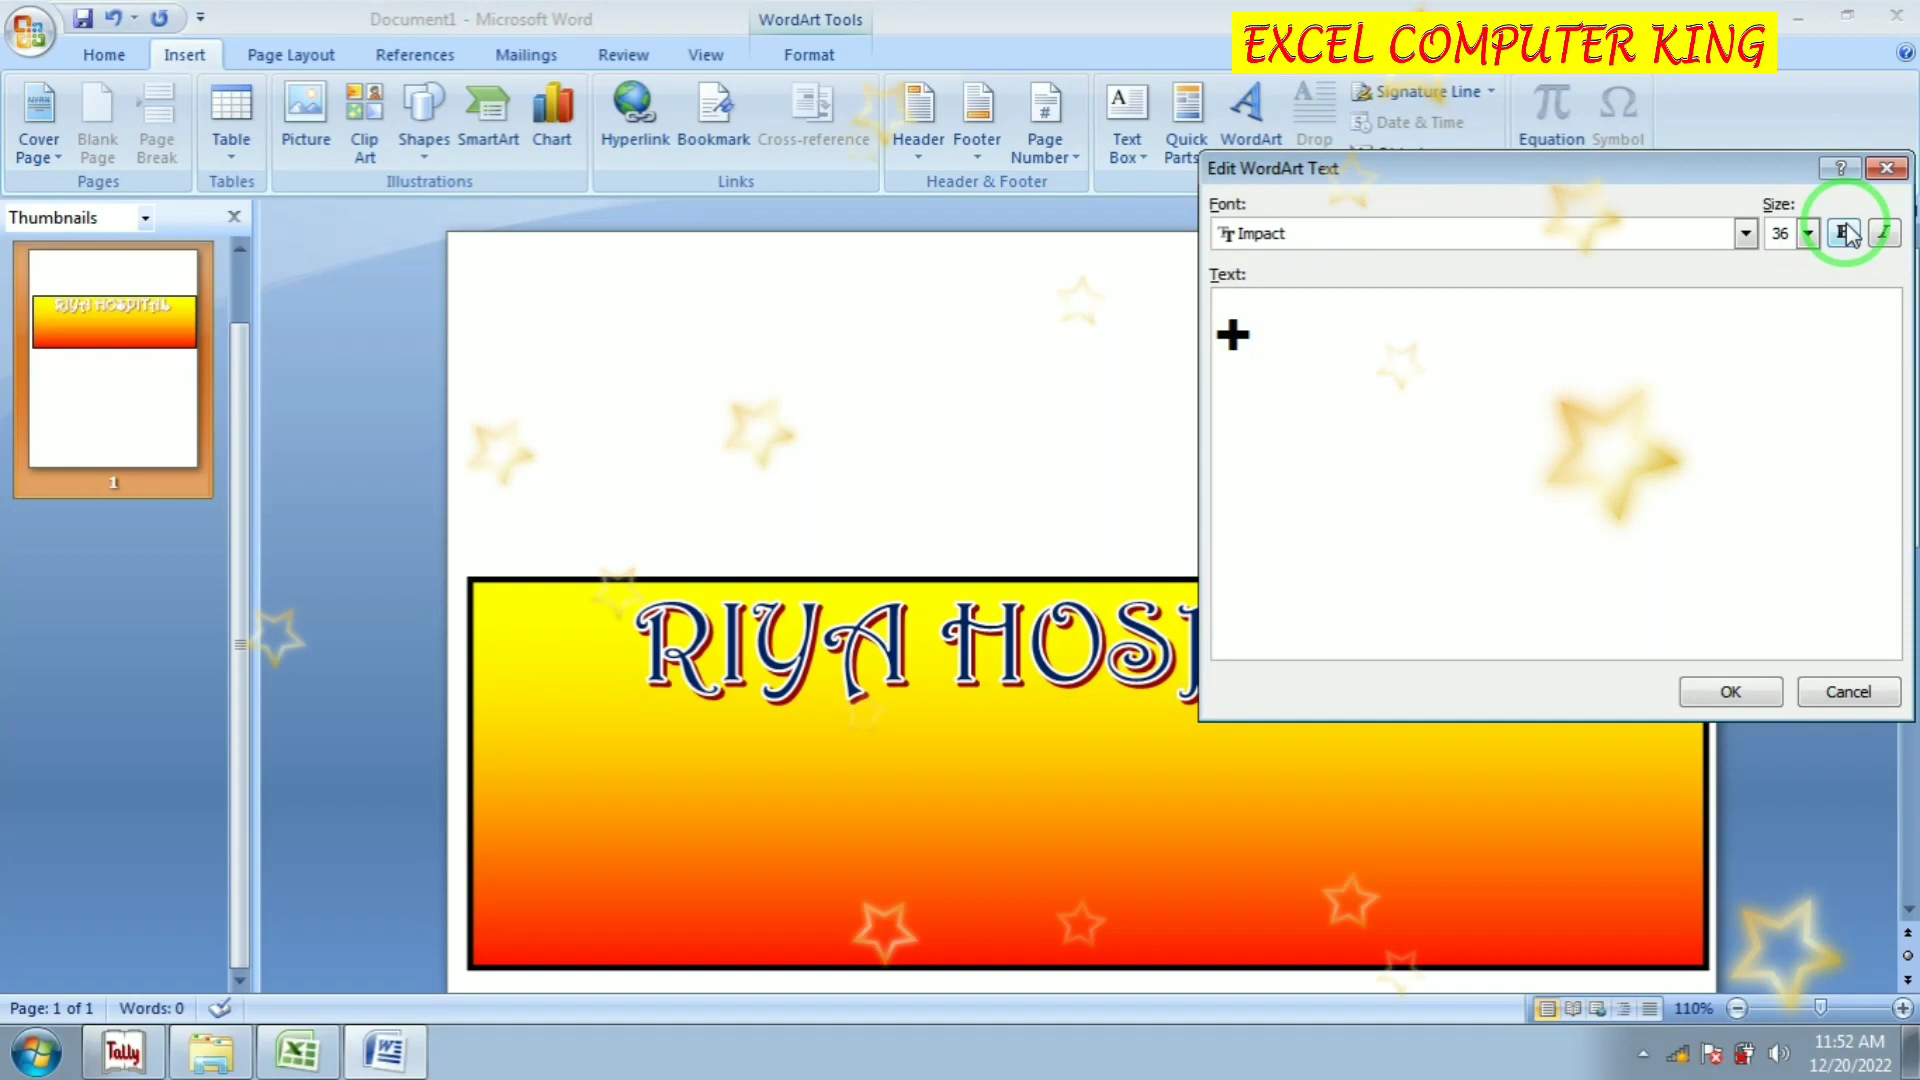 Document1 - Microsoft Word
WordArt Tools
EXCEL COMPUTER KING
Home Insert Page Layout References Mailings Review View Format
Cover Page
Blank Page
Page Break
Table
Picture
Clip Art
Shapes
SmartArt
Chart
Hyperlink
Bookmark
Cross-reference
Header
Footer
Page Number
Text Box
Quick Parts
WordArt
Drop
Signature Line
Date & Time
Equation
Symbol
Pages
Tables
Illustrations
Links
Header & Footer
Edit WordArt Text
Font:
Size:
Impact
36
B
I
Text:
+
OK
Cancel
Thumbnails
RIYA HOSPITAL
1
RIYA HOSP
Page: 1 of 1
Words: 0
110%
Tally
11:52 AM
12/20/2022